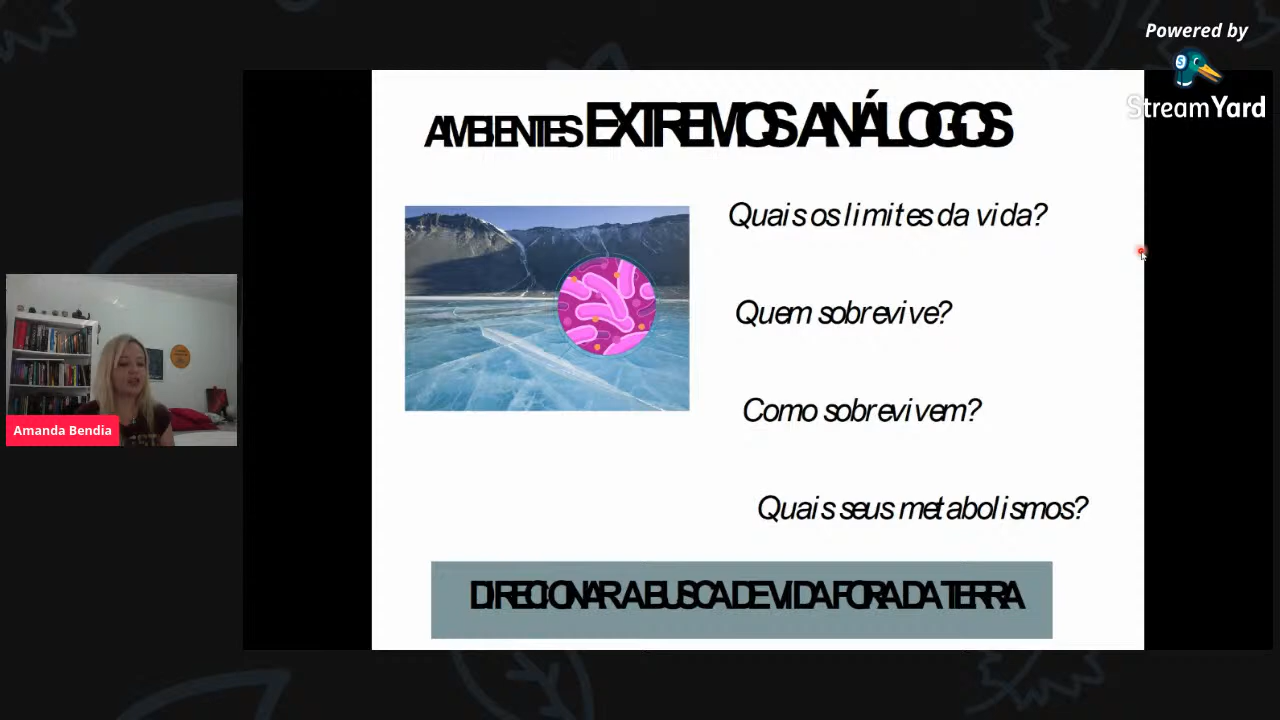 Powered by
StreamYard
AMBIENTES EXTREMOS ANÁLOGOS
Quais os limites da vida?
Quem sobrevive?
Como sobrevivem?
Quais seus metabolismos?
DIRECIONAR A BUSCA DE VIDA FORA DA TERRA
Amanda Bendia